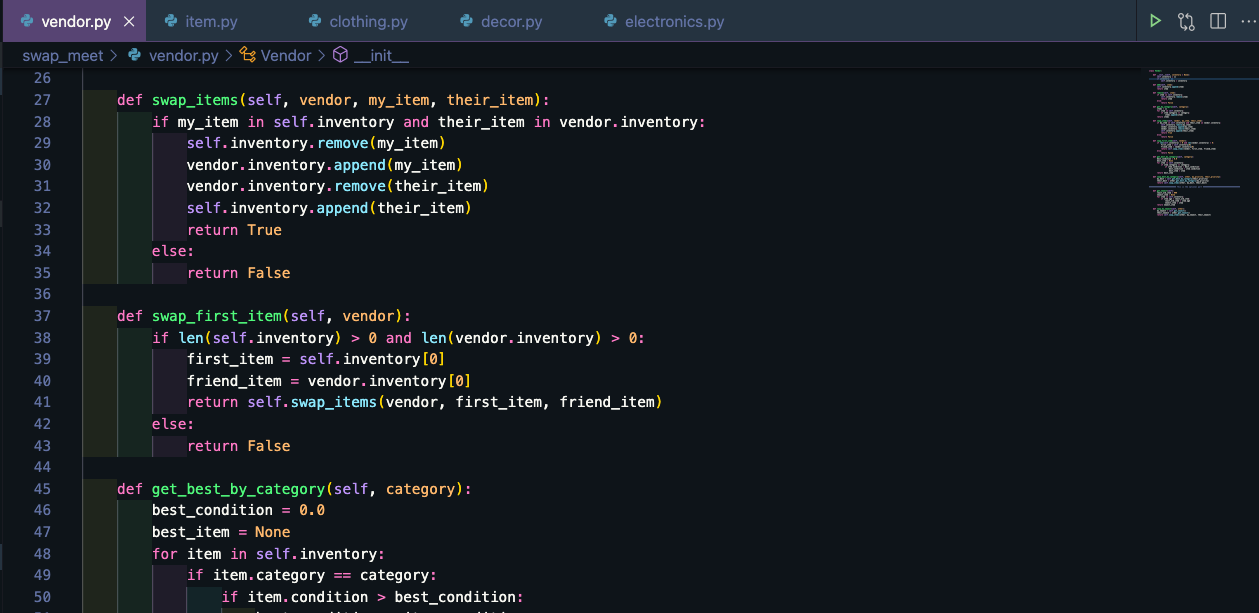 vendor.py item.py clothing.py decor.py electronics.py
swap_meet > vendor.py > Vendor > __init__
26
27 def swap_items(self, vendor, my_item, their_item):
28 if my_item in self.inventory and their_item in vendor.inventory:
29 self.inventory.remove(my_item)
30 vendor.inventory.append(my_item)
31 vendor.inventory.remove(their_item)
32 self.inventory.append(their_item)
33 return True
34 else:
35 return False
36
37 def swap_first_item(self, vendor):
38 if len(self.inventory) > 0 and len(vendor.inventory) > 0:
39 first_item = self.inventory[0]
40 friend_item = vendor.inventory[0]
41 return self.swap_items(vendor, first_item, friend_item)
42 else:
43 return False
44
45 def get_best_by_category(self, category):
46 best_condition = 0.0
47 best_item = None
48 for item in self.inventory:
49 if item.category == category:
50 if item.condition > best_condition: